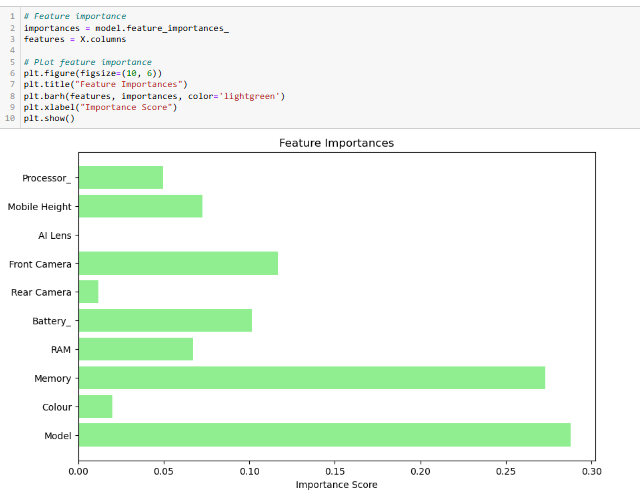 1 # Feature importance
2 importances = model.feature_importances_
3 features = X.columns
4
5 # Plot feature importance
6 plt.figure(figsize=(10, 6))
7 plt.title("Feature Importances")
8 plt.barh(features, importances, color='lightgreen')
9 plt.xlabel("Importance Score")
10 plt.show()
Feature Importances
Processor_
Mobile Height
AI Lens
Front Camera
Rear Camera
Battery_
RAM
Memory
Colour
Model
0.00 0.05 0.10 0.15 0.20 0.25 0.30
Importance Score